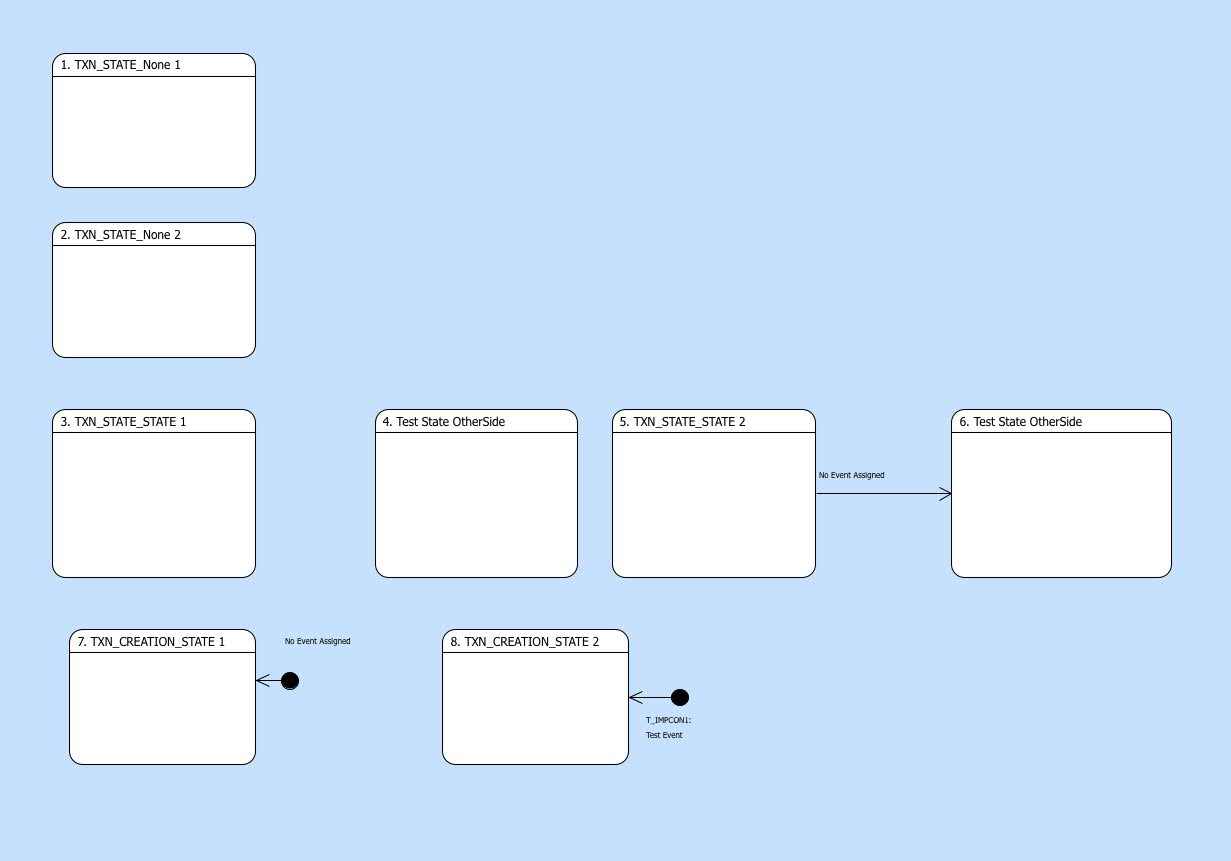 1. TXN_STATE_None 1
2. TXN_STATE_None 2
3. TXN_STATE_STATE 1
4. Test State OtherSide
5. TXN_STATE_STATE 2
6. Test State OtherSide
No Event Assigned
7. TXN_CREATION_STATE 1
No Event Assigned
8. TXN_CREATION_STATE 2
T_IMPCON1:
Test Event